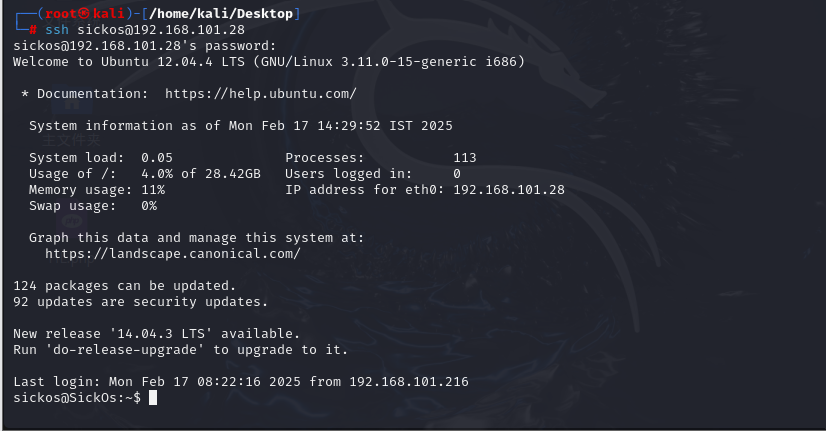 ┌──(root㉿kali)-[/home/kali/Desktop]
└─# ssh sickos@192.168.101.28
sickos@192.168.101.28's password:
Welcome to Ubuntu 12.04.4 LTS (GNU/Linux 3.11.0-15-generic i686)
 * Documentation:  https://help.ubuntu.com/
  System information as of Mon Feb 17 14:29:52 IST 2025
  System load:  0.05              Processes:           113
  Usage of /:   4.0% of 28.42GB   Users logged in:     0
  Memory usage: 11%               IP address for eth0: 192.168.101.28
  Swap usage:   0%
  Graph this data and manage this system at:
    https://landscape.canonical.com/
124 packages can be updated.
92 updates are security updates.
New release '14.04.3 LTS' available.
Run 'do-release-upgrade' to upgrade to it.
Last login: Mon Feb 17 08:22:16 2025 from 192.168.101.216
sickos@SickOs:~$
主文件夹